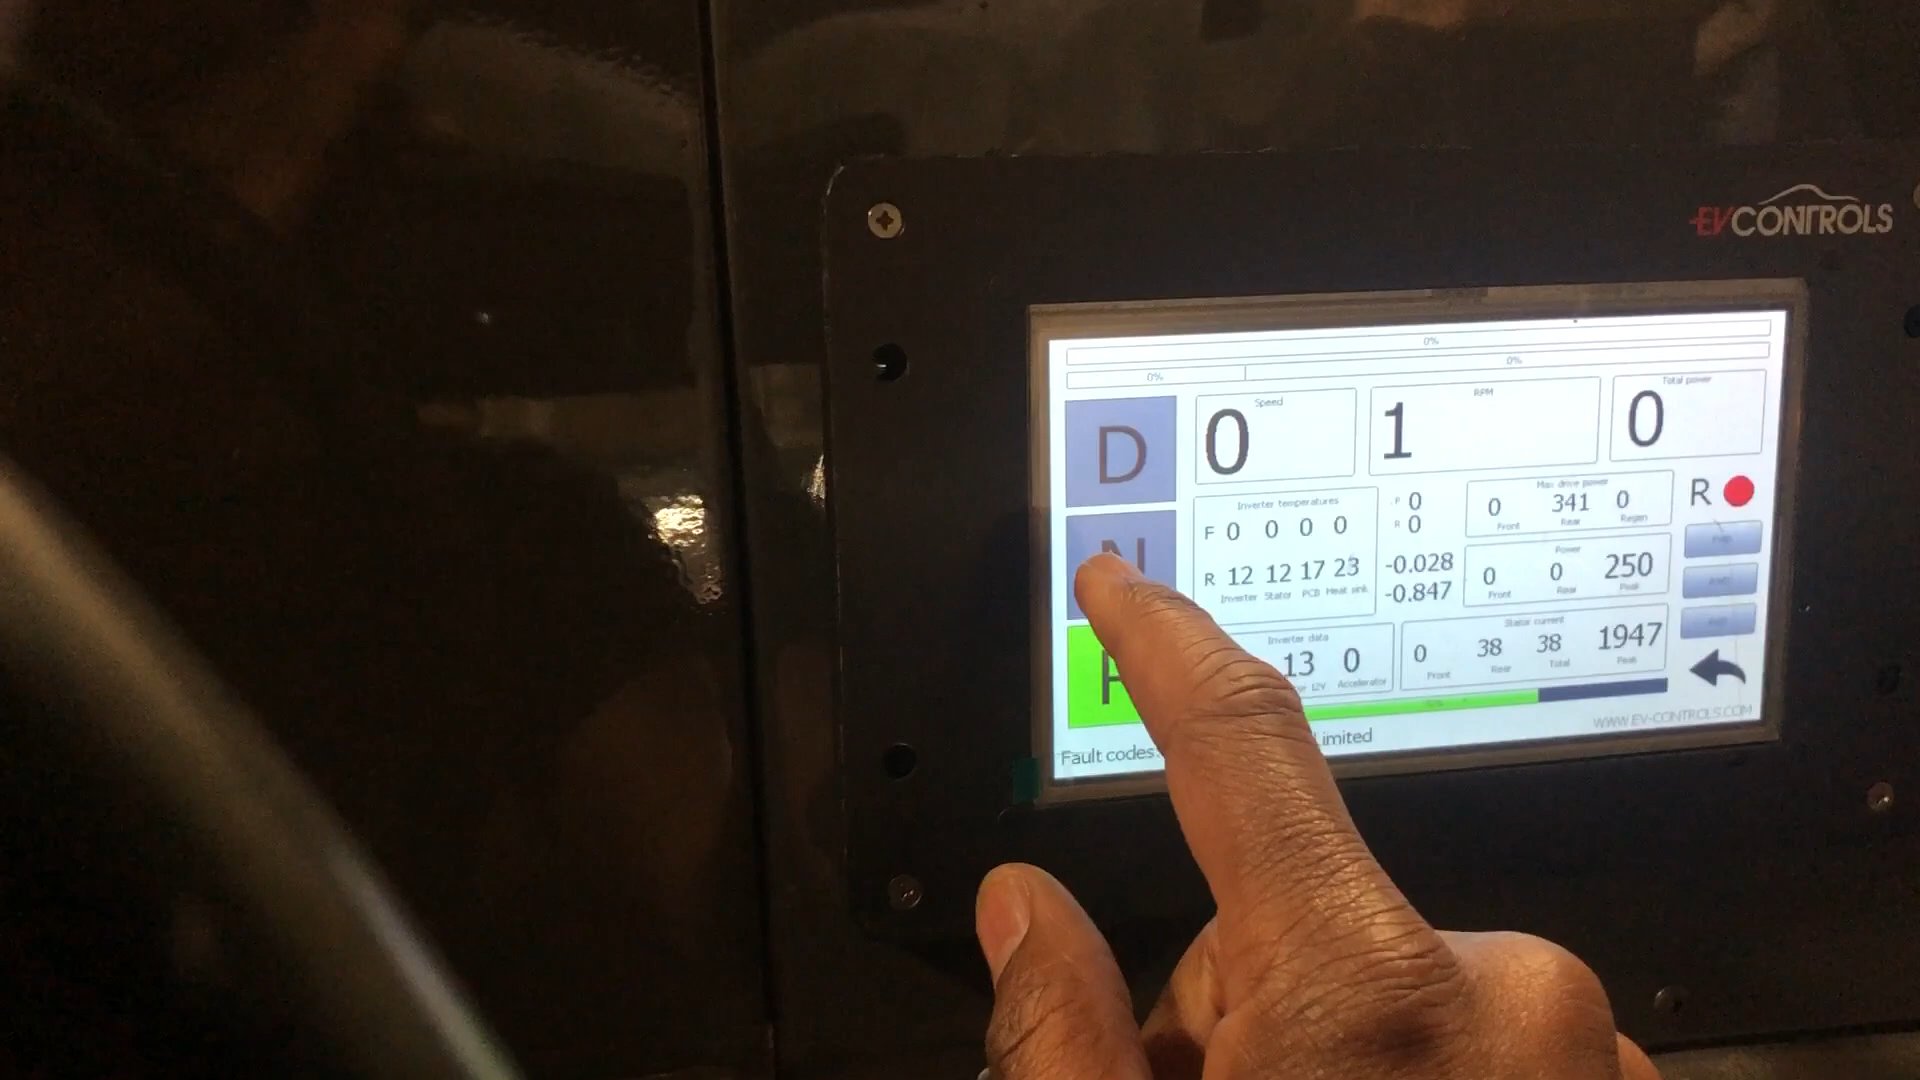 EVCONTROLS
0%
0%
0%
D
Speed
0
RPM
1
Total power
0
N
Inverter temperatures
F 0 0 0 0
R 12 12 17 23
Inverter Stator PCB Heat sink
F 0
R 0
-0.028
-0.847
Max drive power
0 341 0
Front Rear Regen
Power
0 0 250
Front Rear Peak
R
Inverter data
13 0
12V Accelerator
Stator current
0 38 38 1947
Front Rear Total Peak
WWW.EV-CONTROLS.COM
Fault codes: Limited